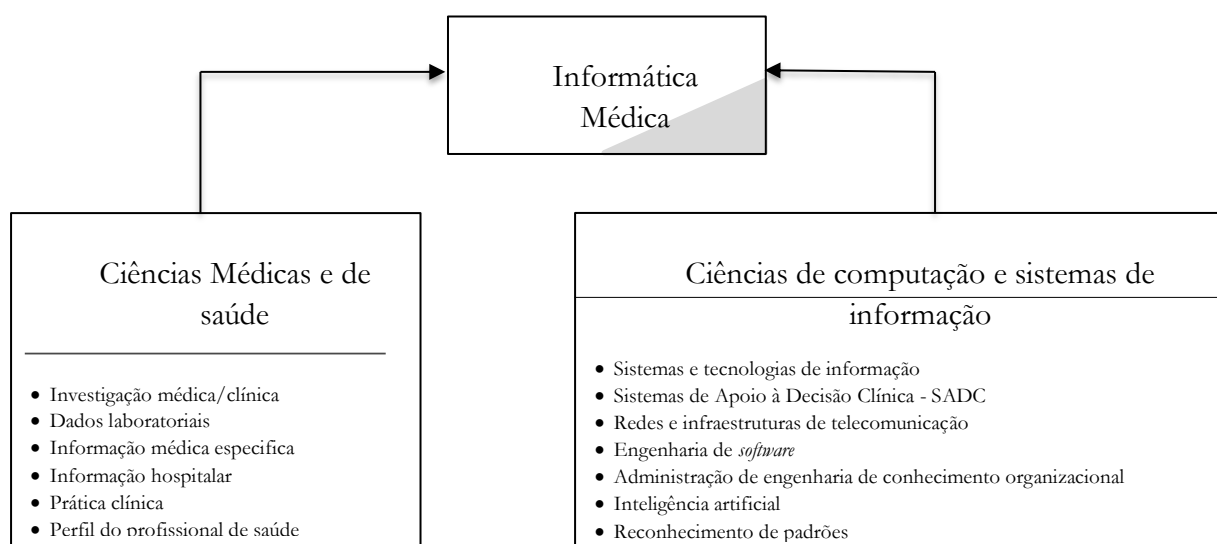 Informática
Médica
Ciências Médicas e de
saúde
• Investigação médica/clínica
• Dados laboratoriais
• Informação médica especifica
• Informação hospitalar
• Prática clínica
• Perfil do profissional de saúde
Ciências de computação e sistemas de
informação
• Sistemas e tecnologias de informação
• Sistemas de Apoio à Decisão Clínica - SADC
• Redes e infraestruturas de telecomunicação
• Engenharia de software
• Administração de engenharia de conhecimento organizacional
• Inteligência artificial
• Reconhecimento de padrões